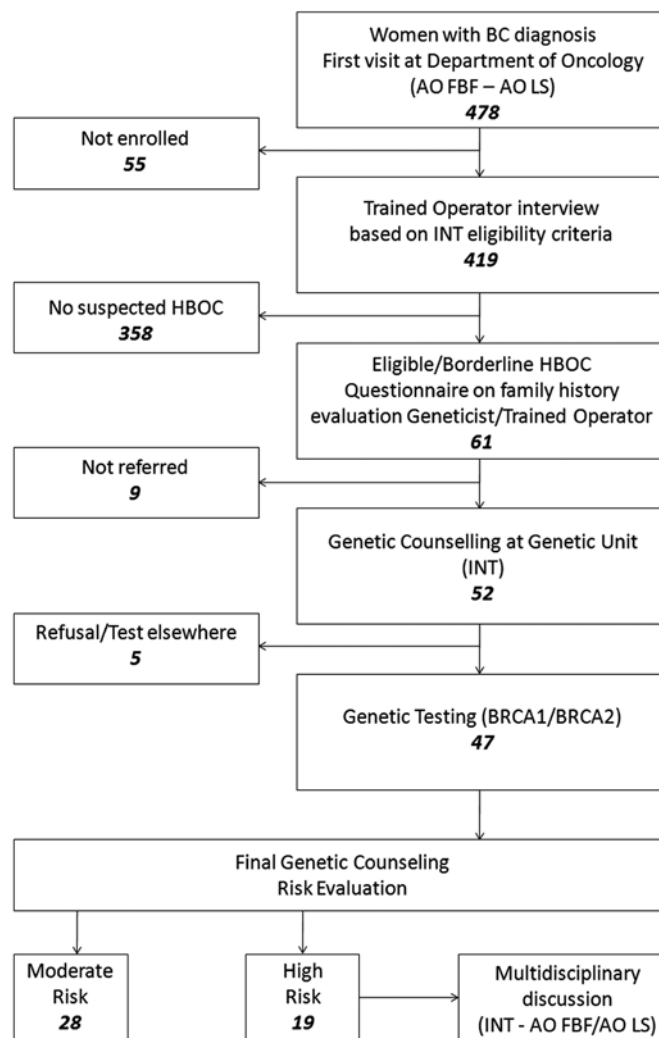 Women with BC diagnosis
First visit at Department of Oncology
(AO FBF – AO LS)
478
Not enrolled
55
Trained Operator interview
based on INT eligibility criteria
419
No suspected HBOC
358
Eligible/Borderline HBOC
Questionnaire on family history
evaluation Geneticist/Trained Operator
61
Not referred
9
Genetic Counselling at Genetic Unit
(INT)
52
Refusal/Test elsewhere
5
Genetic Testing (BRCA1/BRCA2)
47
Final Genetic Counseling
Risk Evaluation
Moderate
Risk
28
High
Risk
19
Multidisciplinary
discussion
(INT - AO FBF/AO LS)